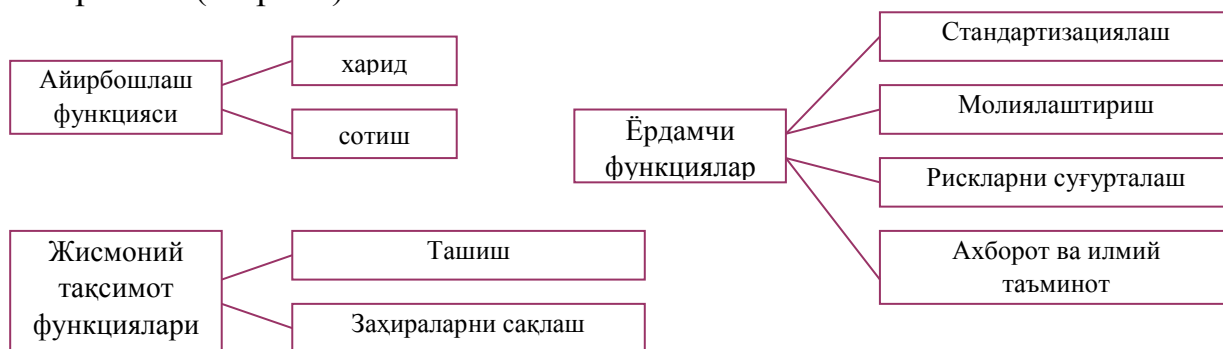 Айирбошлаш
функцияси
харид
сотиш
Жисмоний
тақсимот
функциялари
Ташиш
Заҳираларни сақлаш
Ёрдамчи
функциялар
Стандартизациялаш
Молиялаштириш
Рискларни суғурталаш
Ахборот ва илмий
таъминот